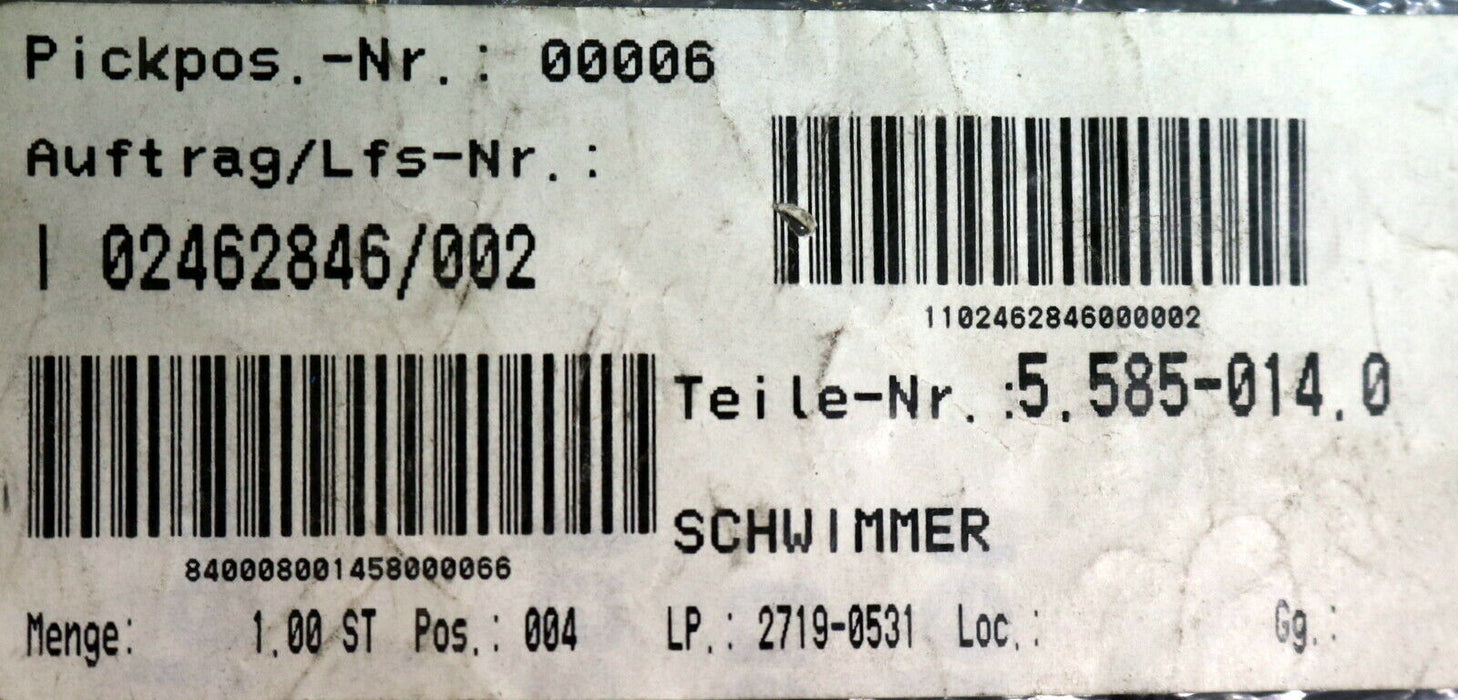 Pickpos.-Nr.: 00006
Auftrag/Lfs-Nr.:
I 02462846/002
1102462846000002
Teile-Nr.:5.585-014.0
SCHWIMMER
840008001458000066
Menge: 1.00 ST Pos.: 004 LP.: 2719-0531 Loc.: Gg.: